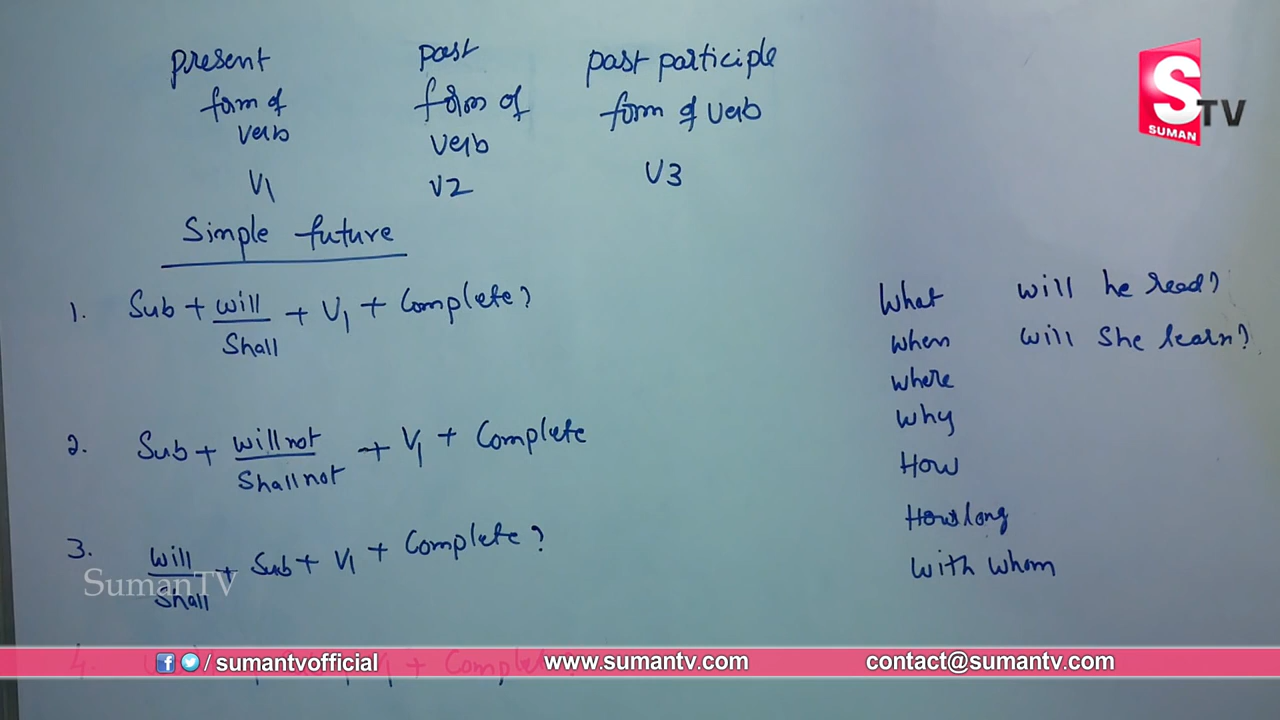 present past past participle
form of form of form of verb
verb verb
V1 V2 V3
S TV
SUMAN
Simple future
1. Sub + will + V1 + Complete?
Shall
What will he read?
when will She learn?
where
why
How
How long
with whom
2. Sub + will not + V1 + Complete
Shall not
3. will + Sub + V1 + Complete?
Shall
SumanTV
4. V1 + Complete?
f / sumantvofficial www.sumantv.com contact@sumantv.com